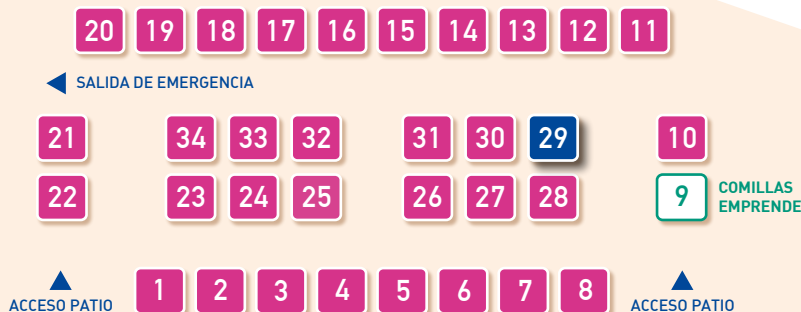 20 19 18 17 16 15 14 13 12 11
SALIDA DE EMERGENCIA
21 34 33 32 31 30 29 10
22 23 24 25 26 27 28 9 COMILLAS
EMPRENDE
1 2 3 4 5 6 7 8
ACCESO PATIO ACCESO PATIO